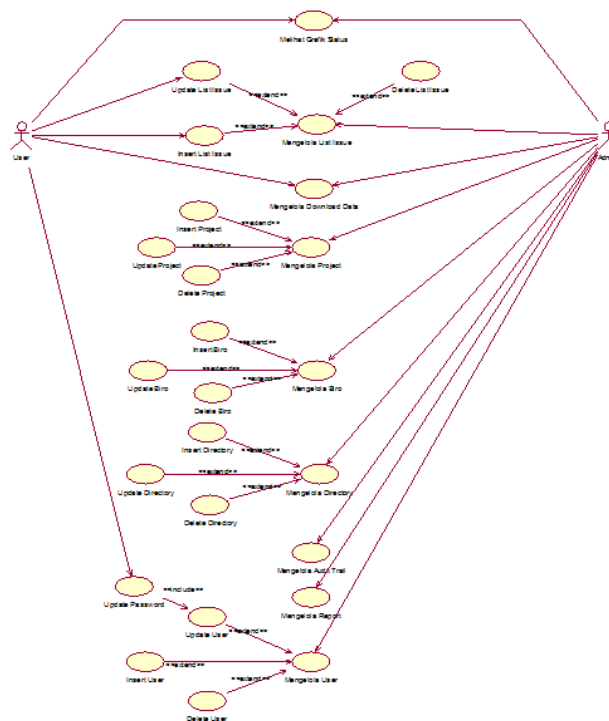 Melihat Grafik Status
Update List Issue
Delete List Issue
**extend**
**extend**
User
Insert List Issue
**extend**
Mengelola List Issue
Mengelola Download Data
Insert Project
**extend**
Update Project
**extend**
Mengelola Project
**extend**
Delete Project
Insert Biro
**extend**
Update Biro
**extend**
Mengelola Biro
**extend**
Delete Biro
Insert Directory
**extend**
Update Directory
**extend**
Mengelola Directory
**extend**
Delete Directory
Mengelola Audit Trail
Update Password
**include**
Mengelola Report
Update User
**extend**
Insert User
**extend**
Mengelola User
**extend**
Delete User